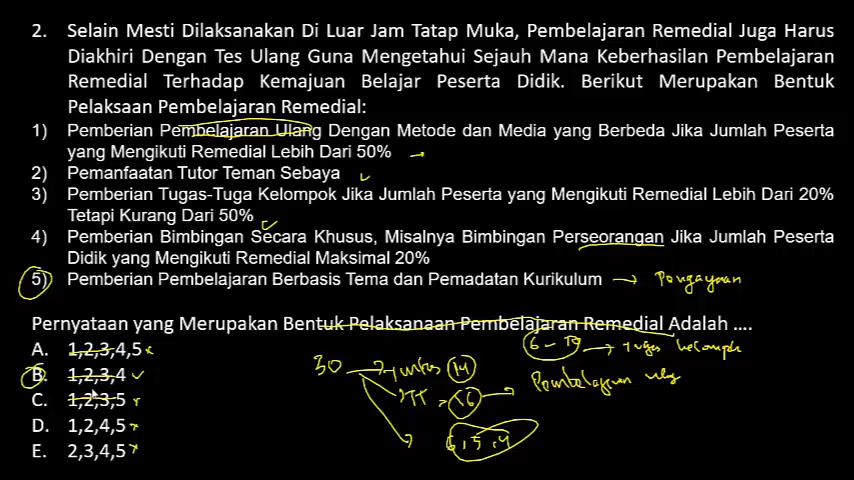 2. Selain Mesti Dilaksanakan Di Luar Jam Tatap Muka, Pembelajaran Remedial Juga Harus
Diakhiri Dengan Tes Ulang Guna Mengetahui Sejauh Mana Keberhasilan Pembelajaran
Remedial Terhadap Kemajuan Belajar Peserta Didik. Berikut Merupakan Bentuk
Pelaksaan Pembelajaran Remedial:
1) Pemberian Pembelajaran Ulang Dengan Metode dan Media yang Berbeda Jika Jumlah Peserta
yang Mengikuti Remedial Lebih Dari 50%
2) Pemanfaatan Tutor Teman Sebaya
3) Pemberian Tugas-Tuga Kelompok Jika Jumlah Peserta yang Mengikuti Remedial Lebih Dari 20%
Tetapi Kurang Dari 50%
4) Pemberian Bimbingan Secara Khusus, Misalnya Bimbingan Perseorangan Jika Jumlah Peserta
Didik yang Mengikuti Remedial Maksimal 20%
5) Pemberian Pembelajaran Berbasis Tema dan Pemadatan Kurikulum → Pengayaan
Pernyataan yang Merupakan Bentuk Pelaksanaan Pembelajaran Remedial Adalah ....
A. 1,2,3,4,5
B. 1,2,3,4
C. 1,2,3,5
D. 1,2,4,5
E. 2,3,4,5
30 → Tuntas 14
TT = 16 → Pembelajaran
6, 5, 4
→ Tugas kelompok